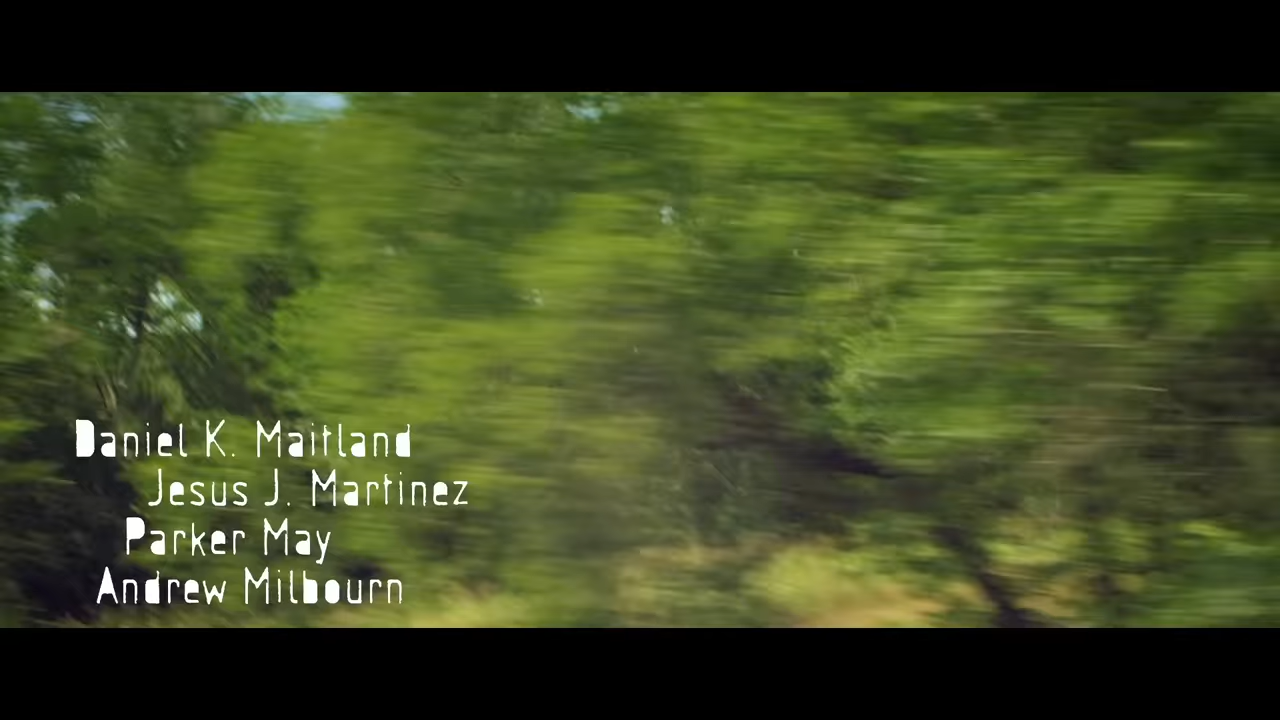 Daniel K. Maitland
Jesus J. Martinez
Parker May
Andrew Milbourn